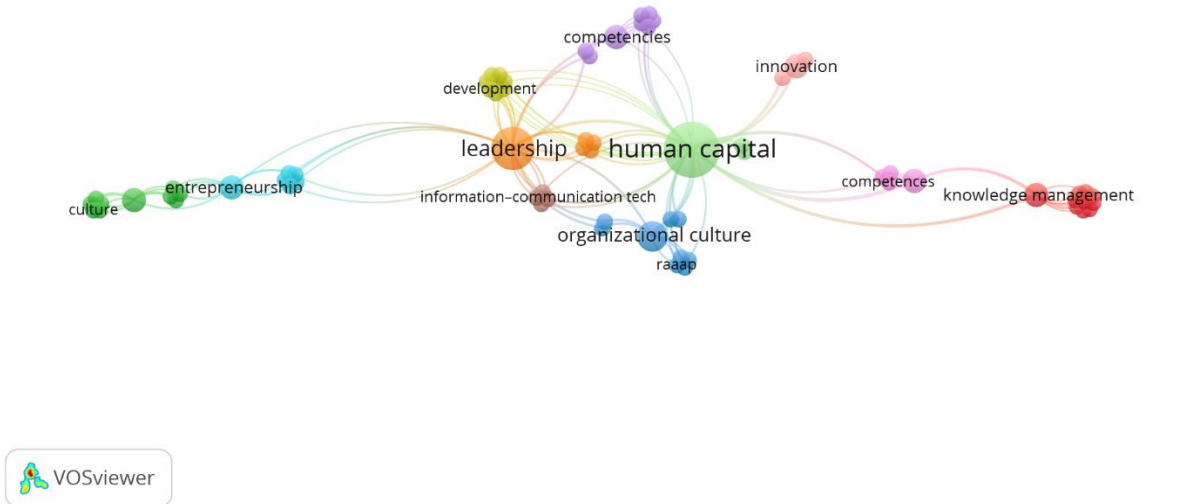 competencies
innovation
development
leadership
human capital
competences
entrepreneurship
information–communication tech
knowledge management
culture
organizational culture
raaap
VOSviewer